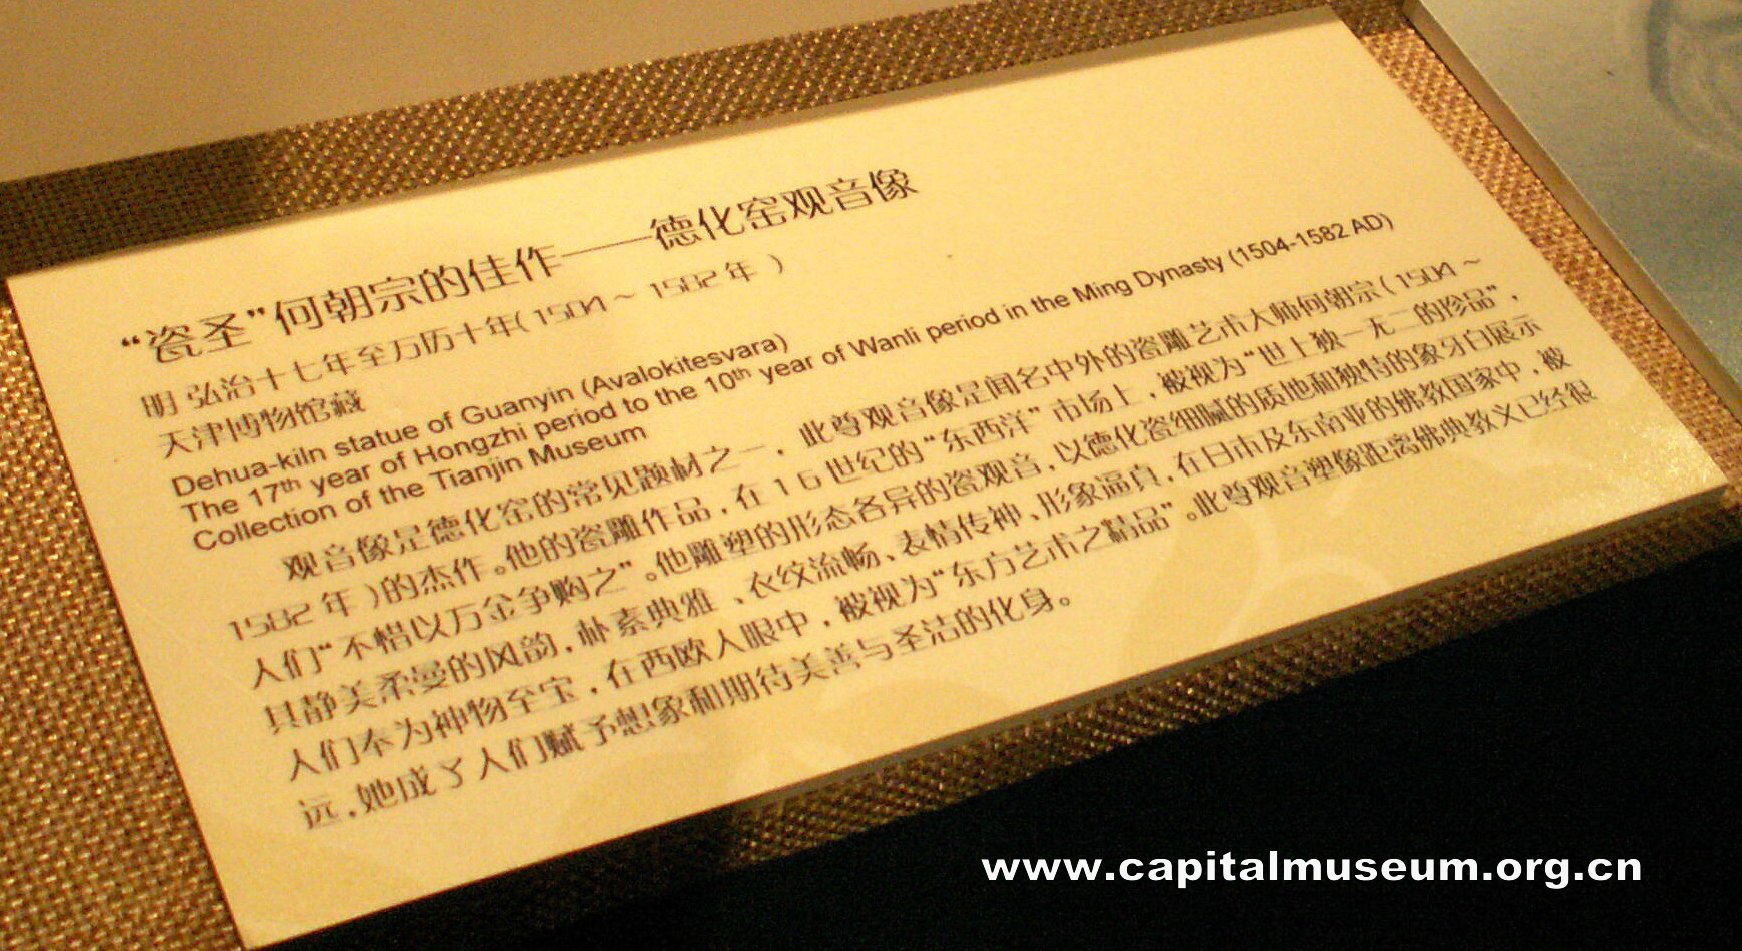 “瓷圣”何朝宗的佳作——德化窑观音像
明 弘治十七年至万历十年（1504～1582年）
天津博物馆藏
Dehua-kiln statue of Guanyin (Avalokitesvara)
The 17th year of Hongzhi period to the 10th year of Wanli period in the Ming Dynasty (1504-1582 AD)
Collection of the Tianjin Museum
观音像是德化窑的常见题材之一，此尊观音像是闻名中外的瓷雕艺术大师何朝宗（1504～
1582年）的杰作。他的瓷雕作品，在16世纪的“东西洋”市场上，被视为“世上独一无二的珍品”，
人们“不惜以万金争购之”。他雕塑的形态各异的瓷观音，以德化瓷细腻的质地和独特的象牙白展示
其静美柔曼的风韵，朴素典雅、衣纹流畅、表情传神、形象逼真，在日本及东南亚的佛教国家中，被
人们奉为神物至宝，在西欧人眼中，被视为“东方艺术之精品”。此尊观音塑像距离佛典教义已经很
远，她成了人们赋予想象和期待美善与圣洁的化身。
www.capitalmuseum.org.cn